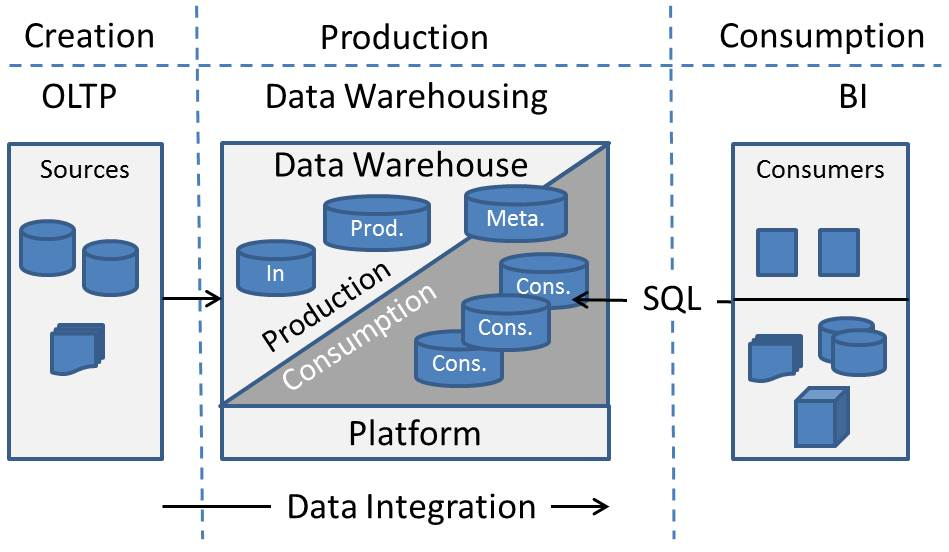 Creation
Production
Consumption
OLTP
Data Warehousing
BI
Sources
Data Warehouse
Consumers
Prod.
Meta.
In
Cons.
Cons.
Cons.
Production
Consumption
SQL
Platform
Data Integration